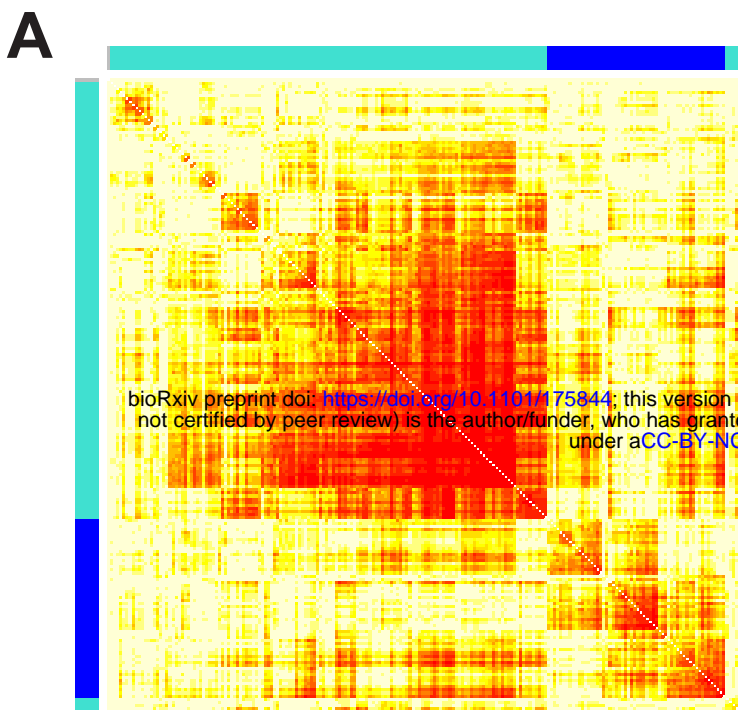 A
bioRxiv preprint doi: https://doi.org/10.1101/175844; this version
not certified by peer review) is the author/funder, who has grante
under aCC-BY-NC